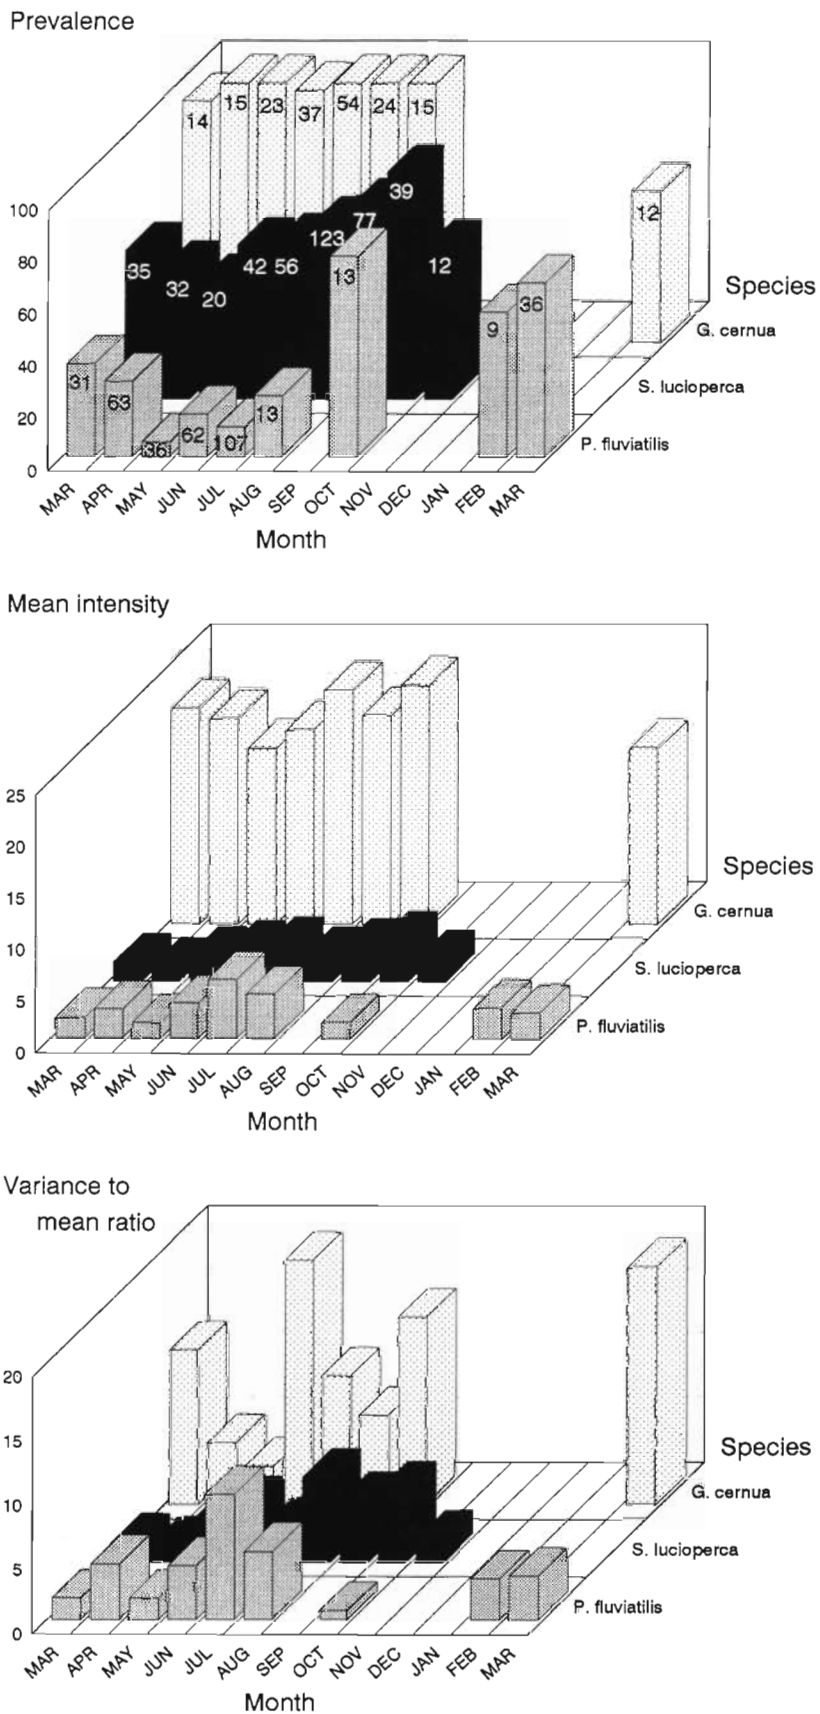 Prevalence
14 15 23 37 54 24 15
39
100
12
77
123
80
35 42 56 12
32 20 13
Species
60
36
9
G. cernua
40
31
S. lucioperca
63
20
13
62 107
36
P. fluviatilis
0
MAR APR MAY JUN JUL AUG SEP OCT NOV DEC JAN FEB MAR
Month
Mean intensity
25
20
Species
15
G. cernua
10
S. lucioperca
5
P. fluviatilis
0
MAR APR MAY JUN JUL AUG SEP OCT NOV DEC JAN FEB MAR
Month
Variance to
mean ratio
20
15
Species
10
G. cernua
S. lucioperca
5
P. fluviatilis
0
MAR APR MAY JUN JUL AUG SEP OCT NOV DEC JAN FEB MAR
Month